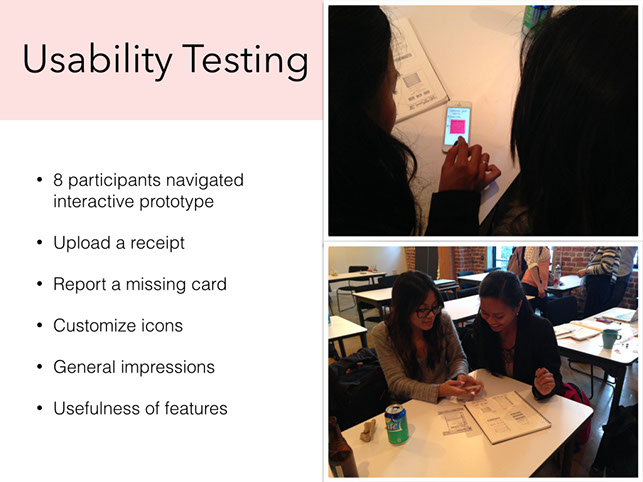 Usability Testing
• 8 participants navigated
interactive prototype
• Upload a receipt
• Report a missing card
• Customize icons
• General impressions
• Usefulness of features